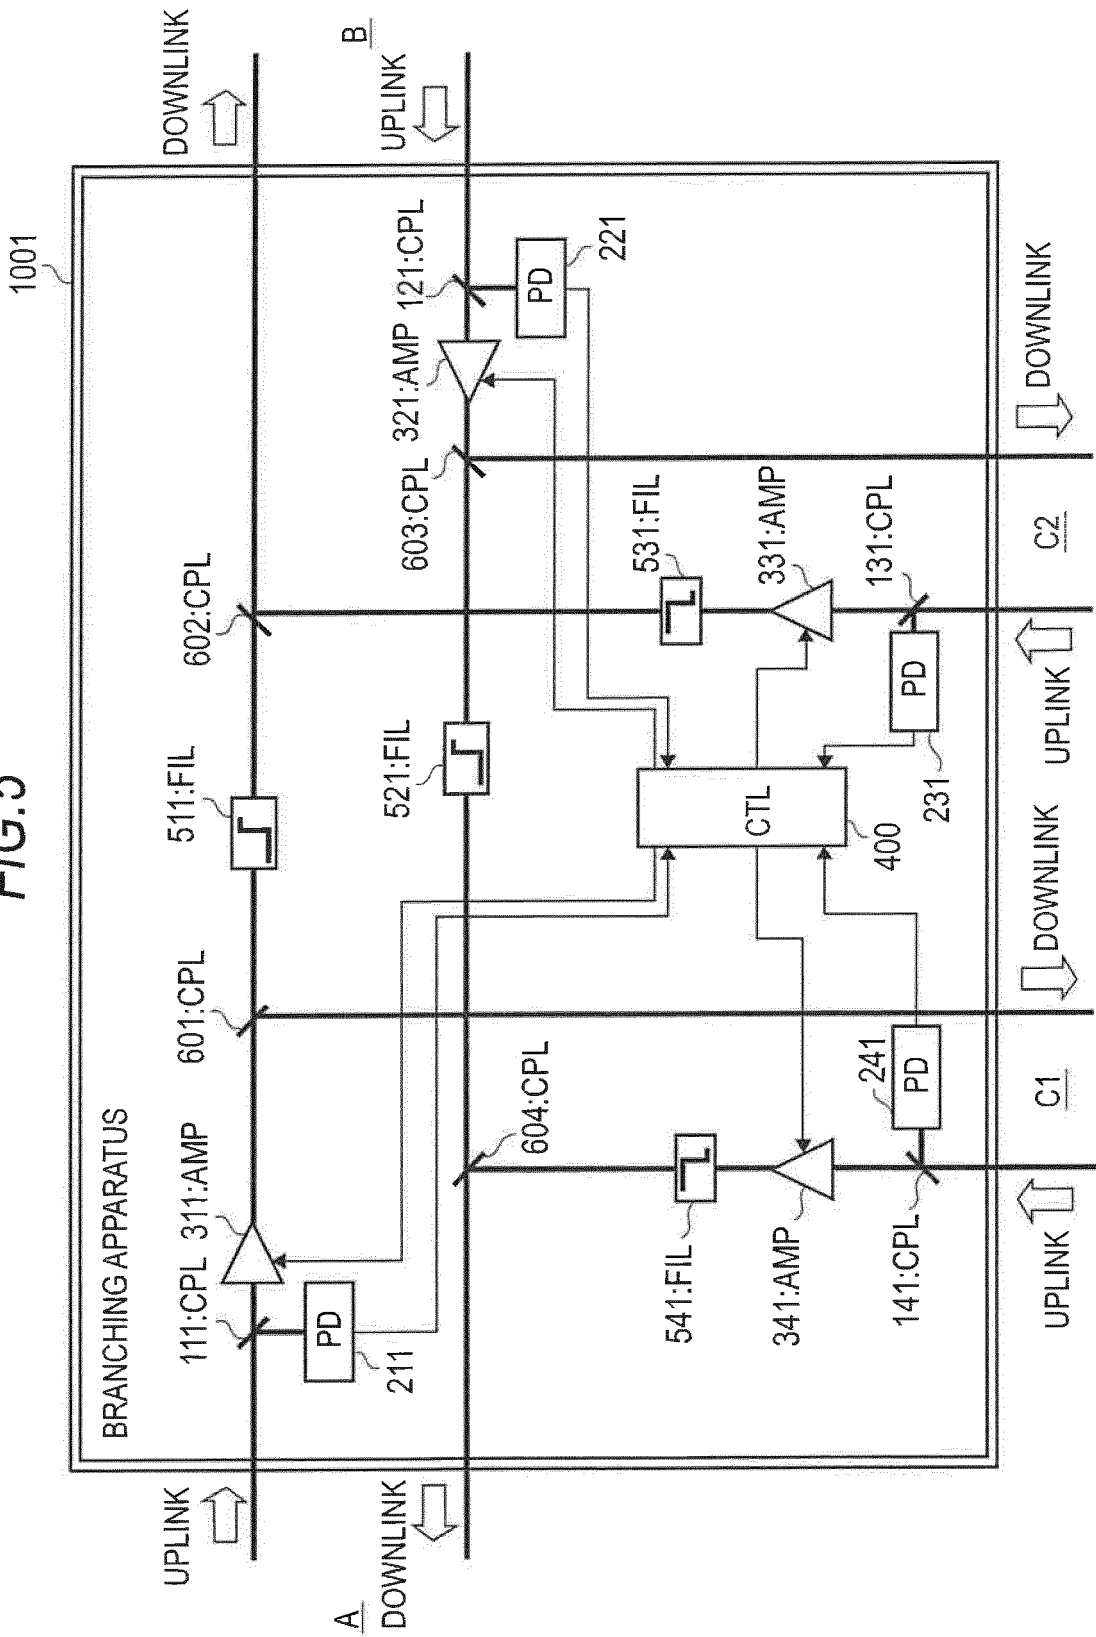 FIG.5
1001
BRANCHING APPARATUS
UPLINK
DOWNLINK
A
DOWNLINK
UPLINK
B
111:CPL
311:AMP
601:CPL
511:FIL
602:CPL
PD
211
604:CPL
521:FIL
603:CPL
321:AMP
121:CPL
PD
221
541:FIL
341:AMP
141:CPL
241
PD
CTL
400
531:FIL
331:AMP
131:CPL
PD
231
UPLINK
C1
DOWNLINK
UPLINK
C2
DOWNLINK